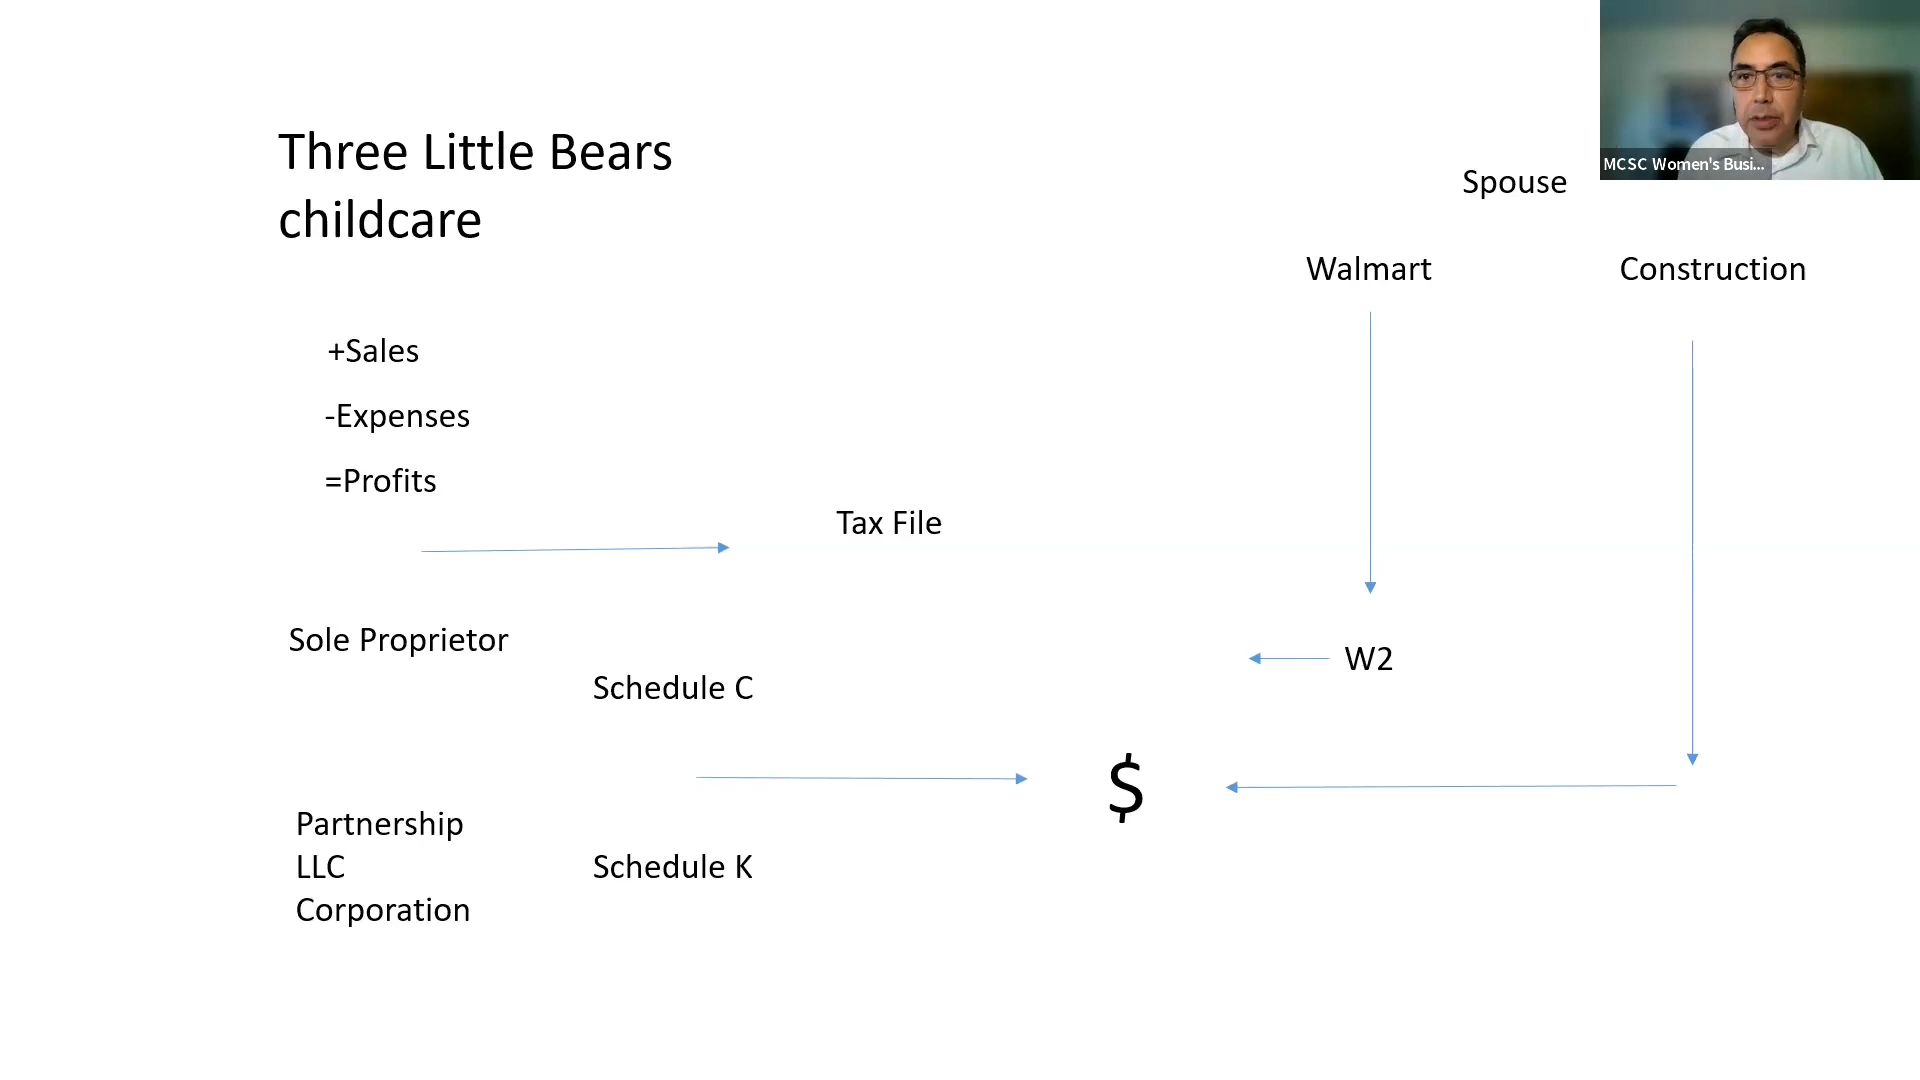 Three Little Bears
childcare
MCSC Women's Busi...
Spouse
Walmart
Construction
+Sales
-Expenses
=Profits
Tax File
Sole Proprietor
W2
Schedule C
$
Partnership
LLC
Schedule K
Corporation